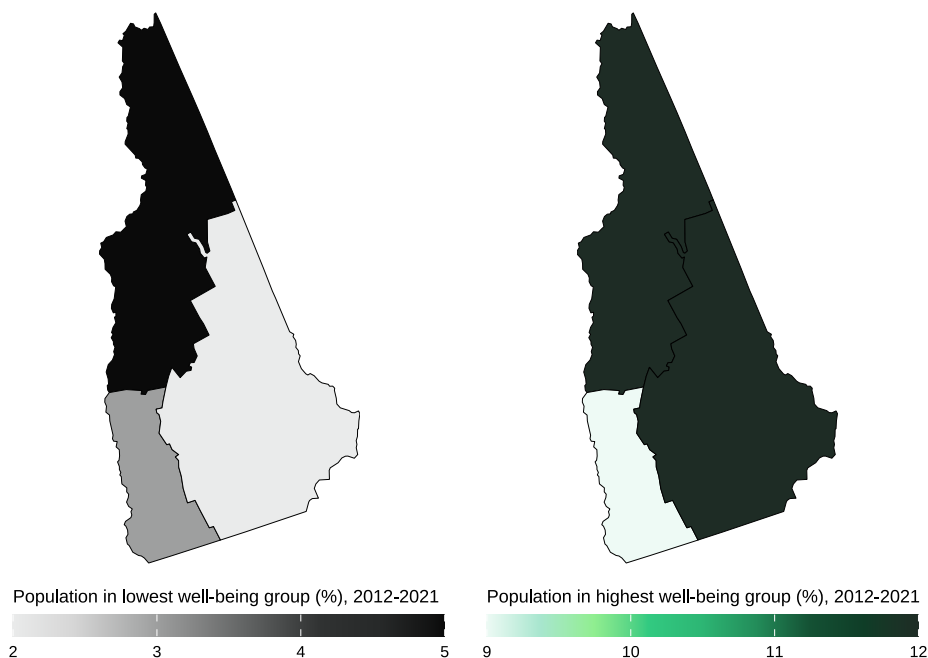 Population in lowest well-being group (%), 2012-2021
2 3 4 5
Population in highest well-being group (%), 2012-2021
9 10 11 12